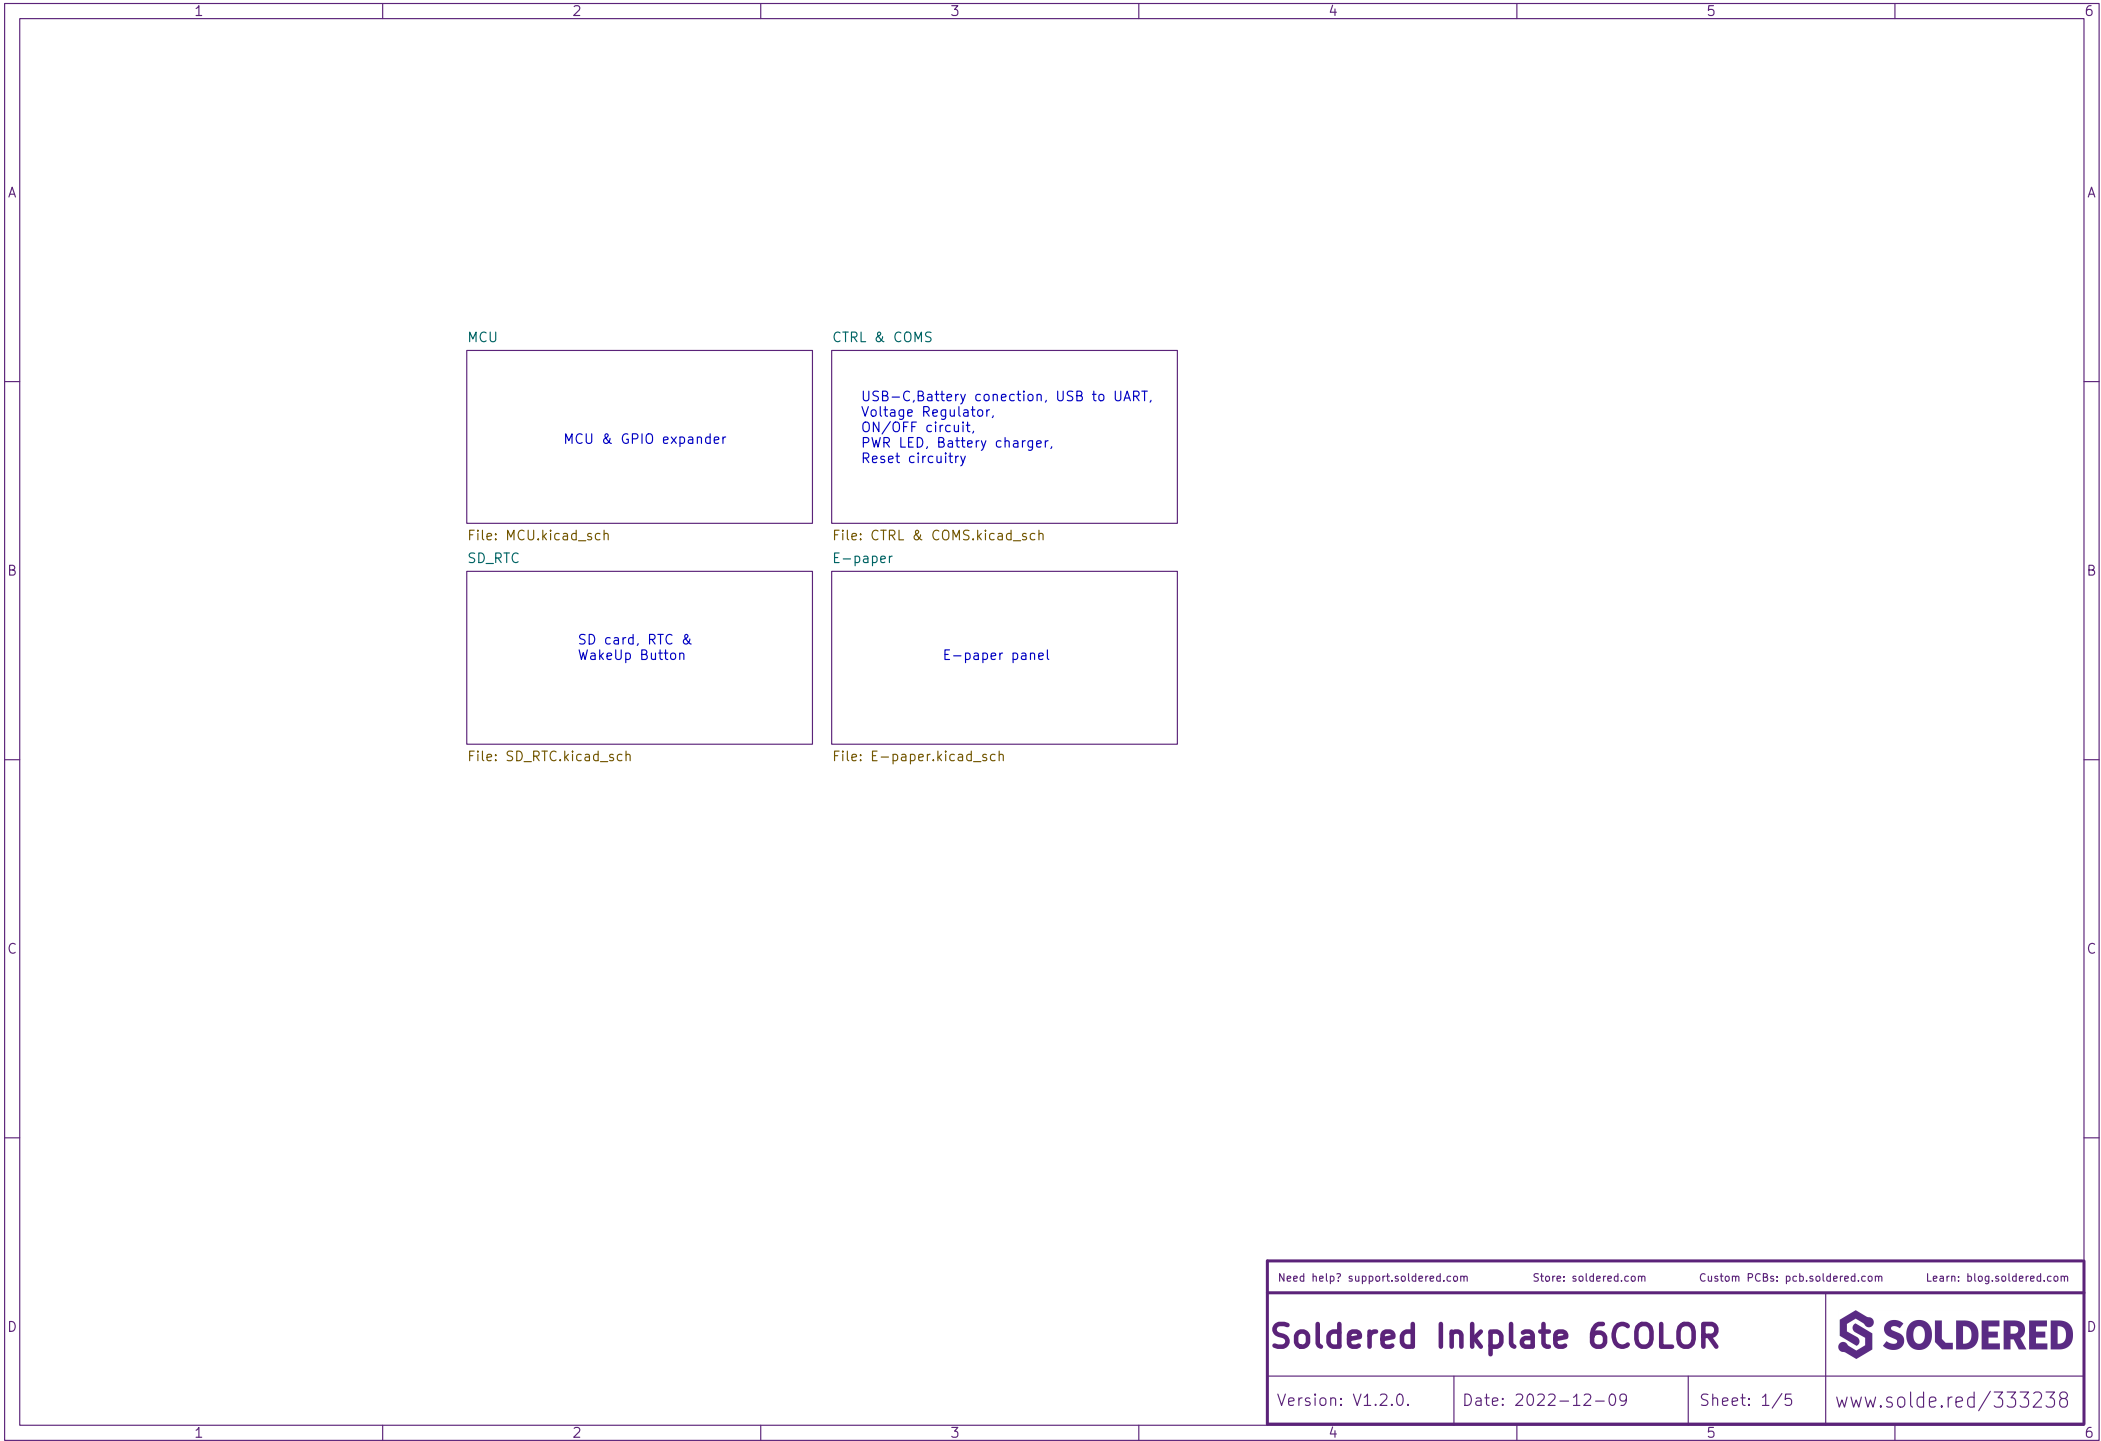 1 2 3 4 5 6
A A
MCU
MCU & GPIO expander
File: MCU.kicad_sch
CTRL & COMS
USB-C,Battery conection, USB to UART,
Voltage Regulator,
ON/OFF circuit,
PWR LED, Battery charger,
Reset circuitry
File: CTRL & COMS.kicad_sch
B B
SD_RTC
SD card, RTC &
WakeUp Button
File: SD_RTC.kicad_sch
E-paper
E-paper panel
File: E-paper.kicad_sch
C C
Need help? support.soldered.com Store: soldered.com Custom PCBs: pcb.soldered.com Learn: blog.soldered.com
D D
Soldered Inkplate 6COLOR
SOLDERED
Version: V1.2.0. Date: 2022-12-09 Sheet: 1/5 www.solde.red/333238
1 2 3 4 5 6